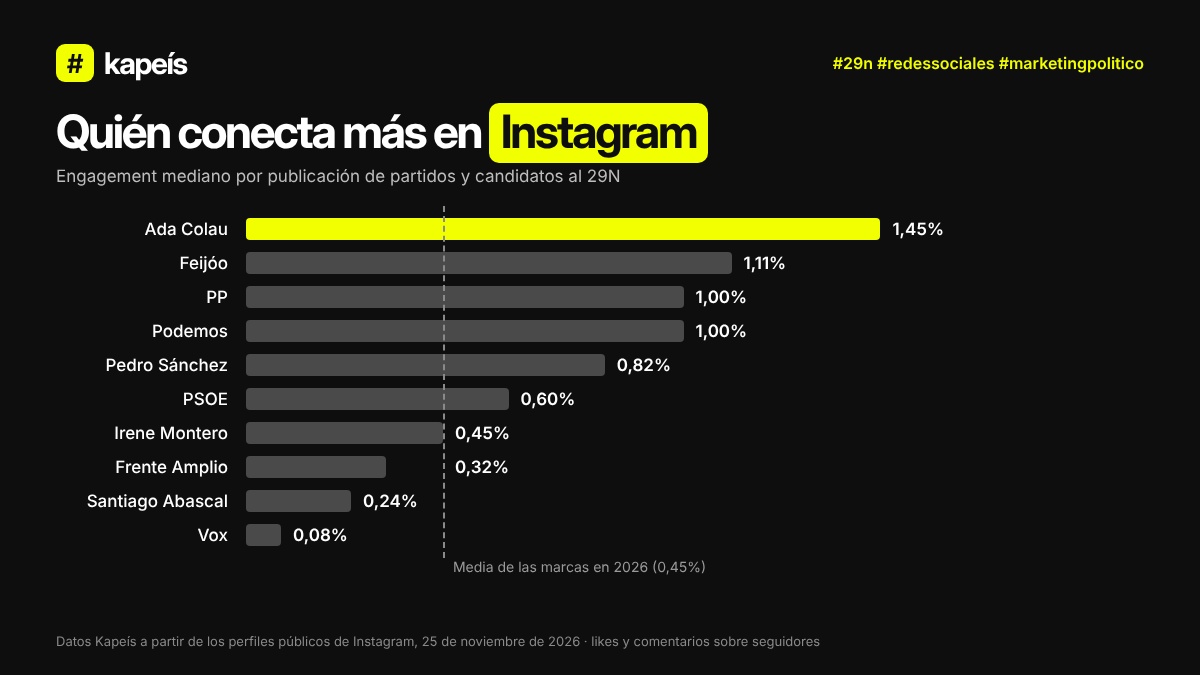 # kapeís
#29n #redessociales #marketingpolitico
Quién conecta más en Instagram
Engagement mediano por publicación de partidos y candidatos al 29N
Ada Colau 1,45%
Feijóo 1,11%
PP 1,00%
Podemos 1,00%
Pedro Sánchez 0,82%
PSOE 0,60%
Irene Montero 0,45%
Frente Amplio 0,32%
Santiago Abascal 0,24%
Vox 0,08%
Media de las marcas en 2026 (0,45%)
Datos Kapeís a partir de los perfiles públicos de Instagram, 25 de noviembre de 2026 · likes y comentarios sobre seguidores